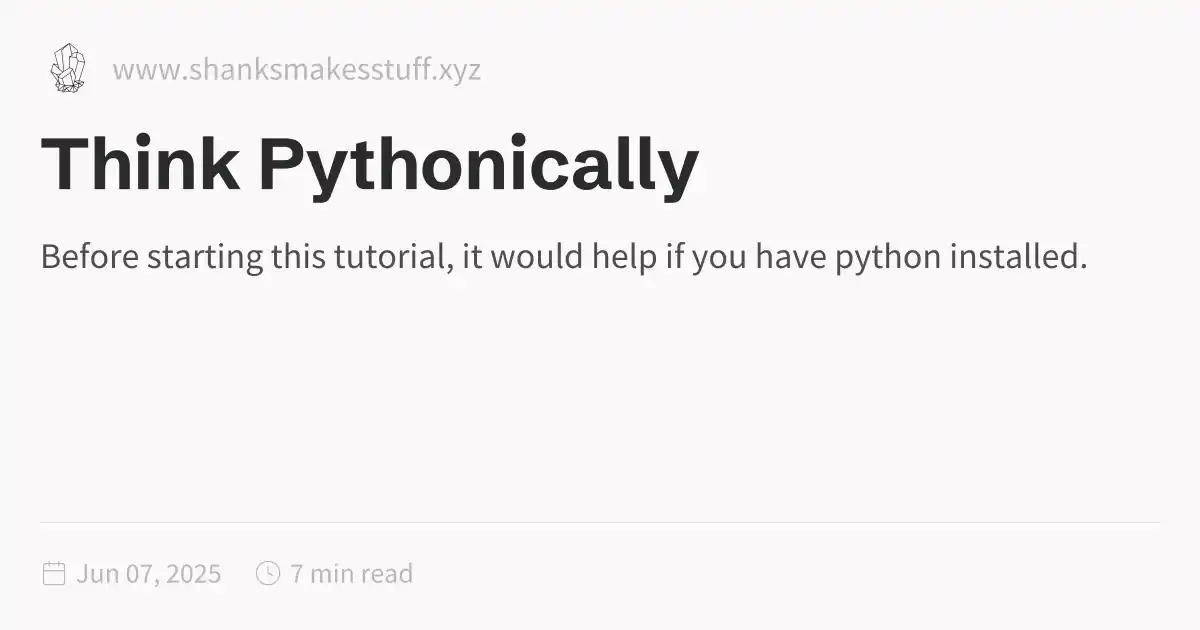 www.shanksmakesstuff.xyz
Think Pythonically
Before starting this tutorial, it would help if you have python installed.
Jun 07, 2025 7 min read